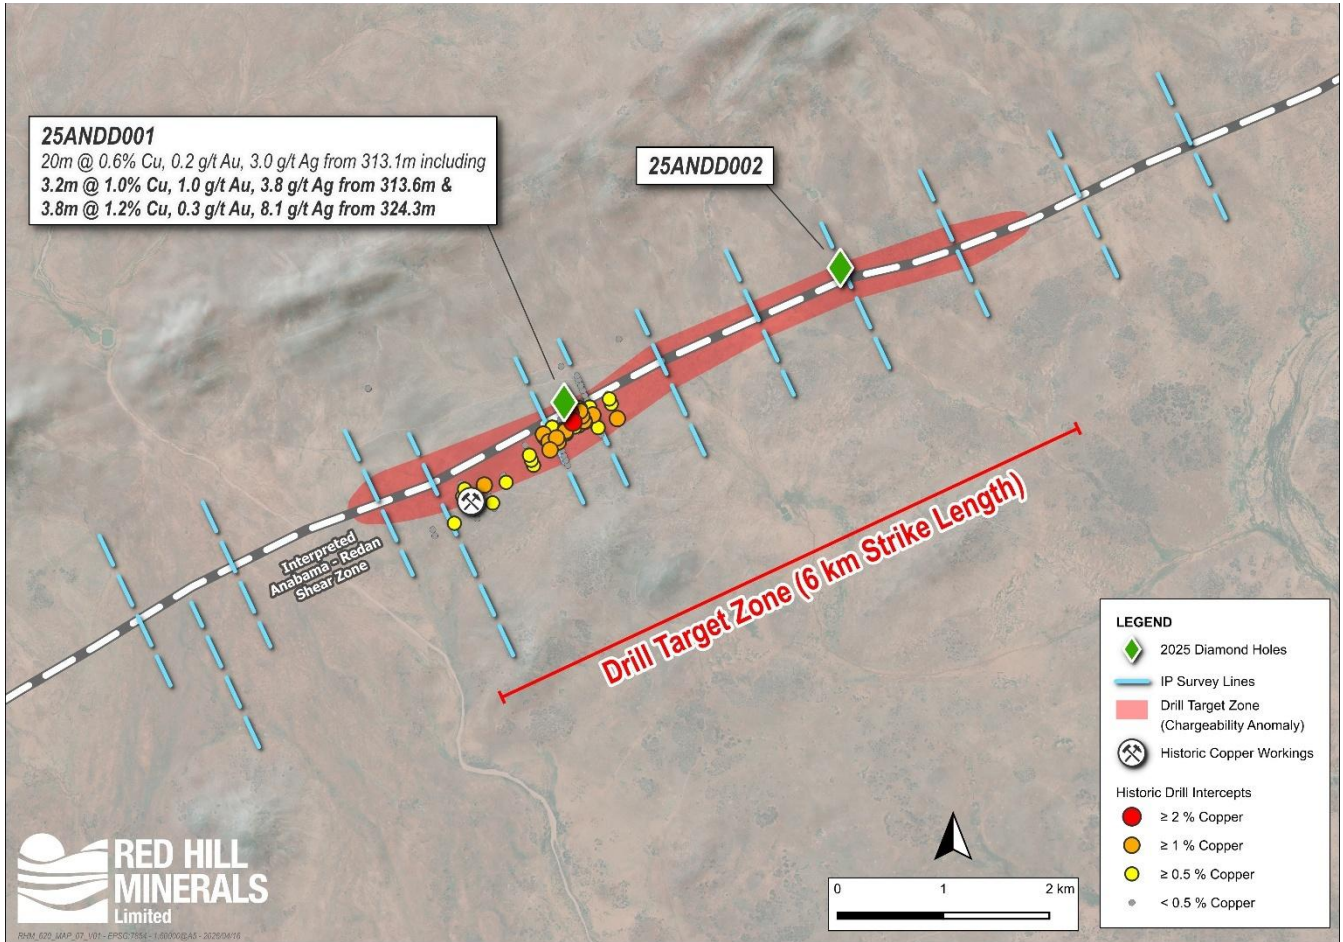 25ANDD001
20m @ 0.6% Cu, 0.2 g/t Au, 3.0 g/t Ag from 313.1m including
3.2m @ 1.0% Cu, 1.0 g/t Au, 3.8 g/t Ag from 313.6m &
3.8m @ 1.2% Cu, 0.3 g/t Au, 8.1 g/t Ag from 324.3m
25ANDD002
Interpreted
Anabama - Redan
Shear Zone
Drill Target Zone (6 km Strike Length)
LEGEND
2025 Diamond Holes
IP Survey Lines
Drill Target Zone
(Chargeability Anomaly)
Historic Copper Workings
Historic Drill Intercepts
≥ 2 % Copper
≥ 1 % Copper
≥ 0.5 % Copper
< 0.5 % Copper
0 1 2 km
RED HILL
MINERALS
Limited